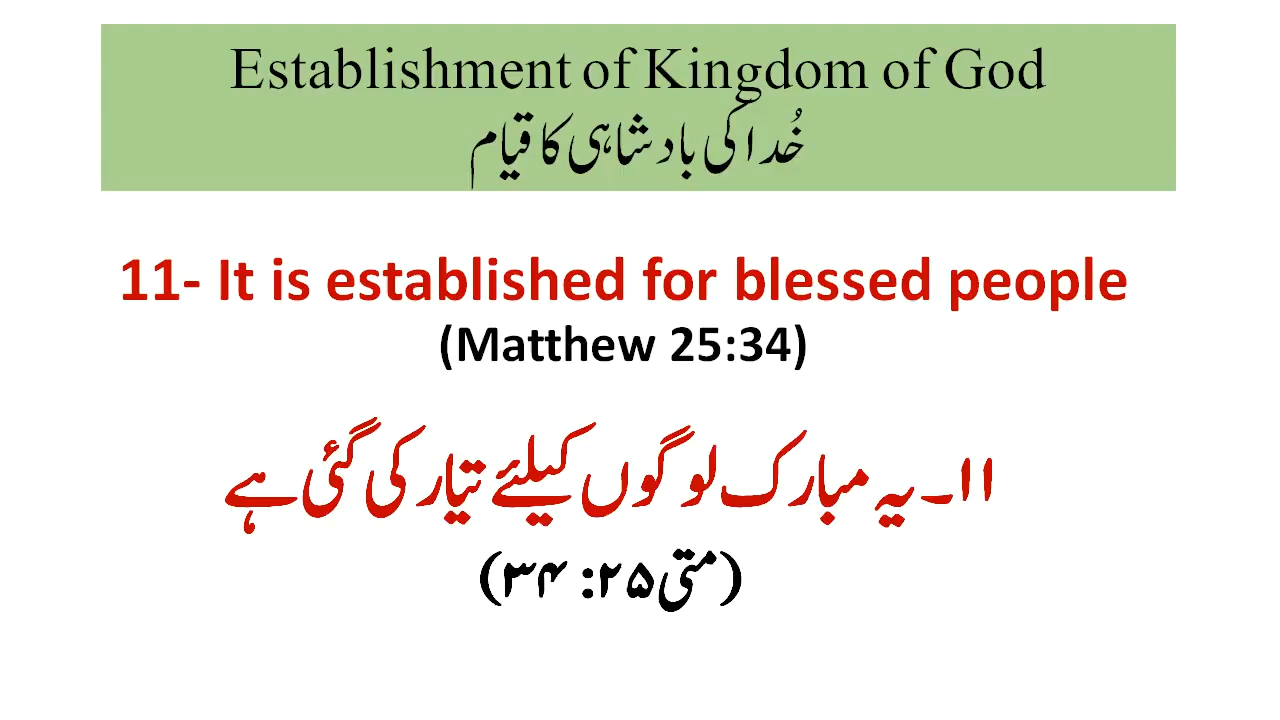 Establishment of Kingdom of God
خُدا کی بادشاہی کا قیام
11- It is established for blessed people
(Matthew 25:34)
۱۱۔ یہ مبارک لوگوں کیلئے تیار کی گئی ہے
(متی ۲۵: ۳۴)